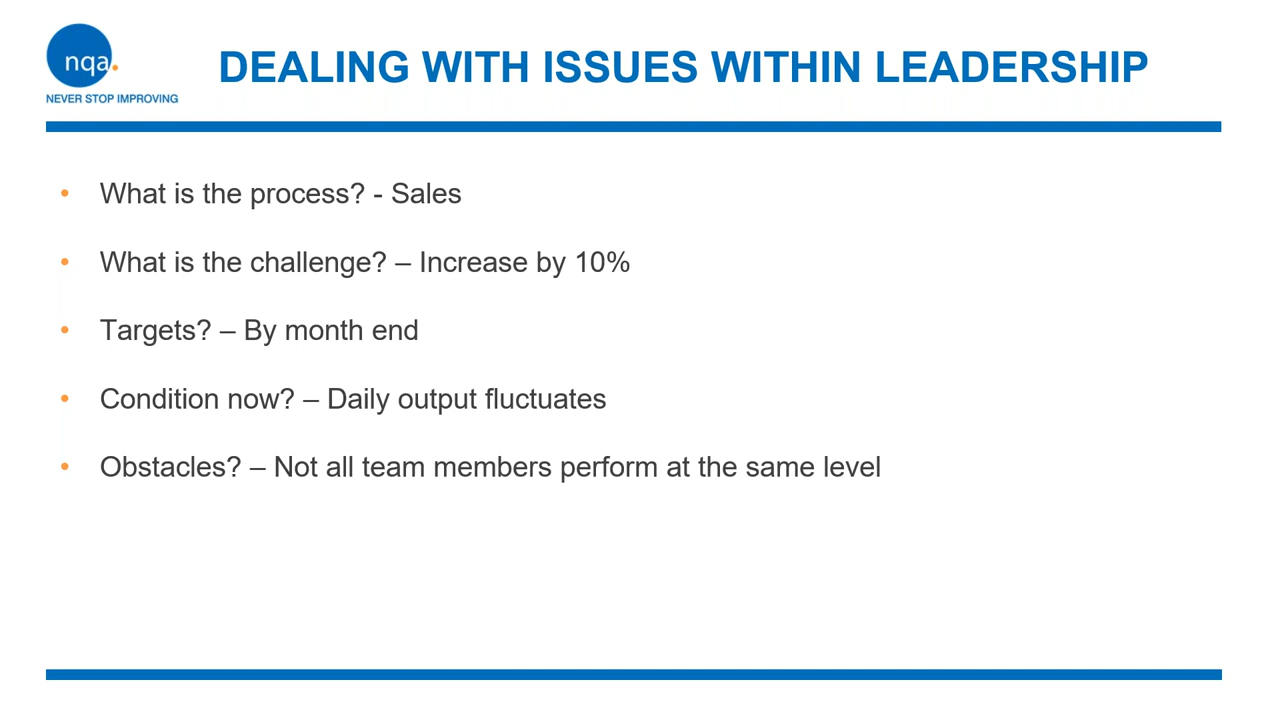 nqa.
NEVER STOP IMPROVING
DEALING WITH ISSUES WITHIN LEADERSHIP
• What is the process? - Sales
• What is the challenge? – Increase by 10%
• Targets? – By month end
• Condition now? – Daily output fluctuates
• Obstacles? – Not all team members perform at the same level